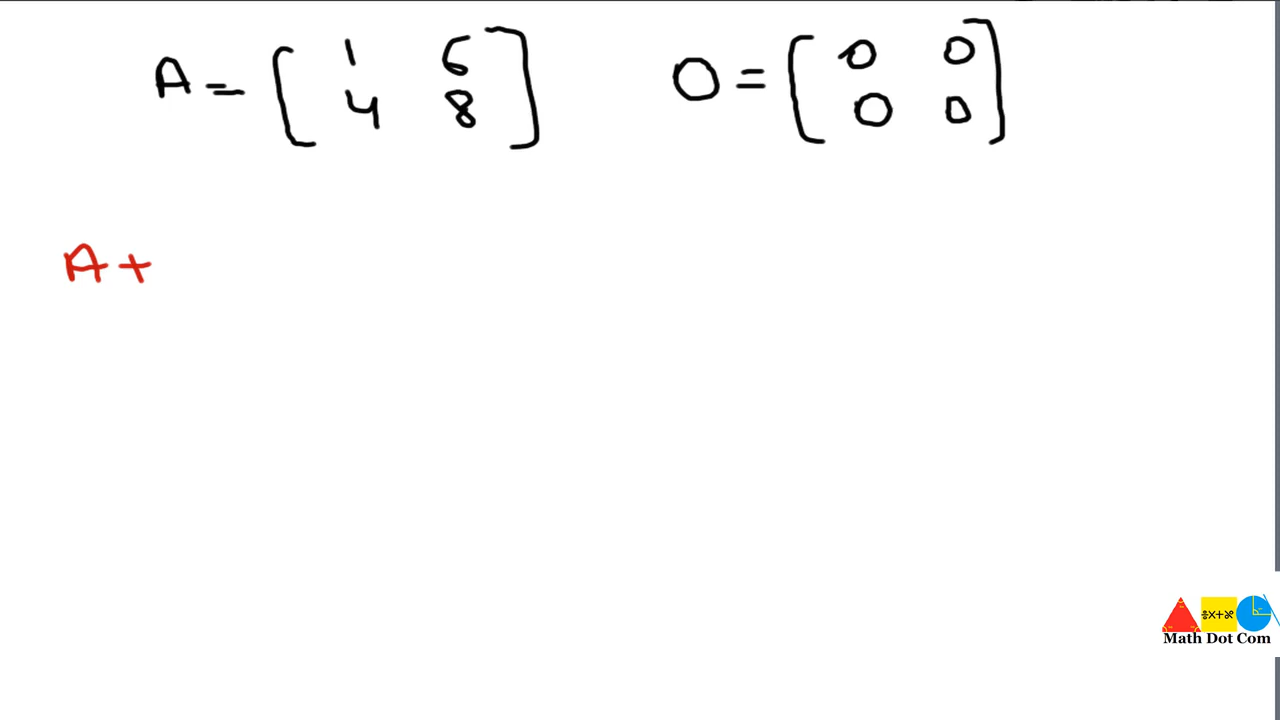 A = [ 1 6 ] O = [ 0 0 ]
[ 4 8 ] [ 0 0 ]
A +
÷x+
Math Dot Com